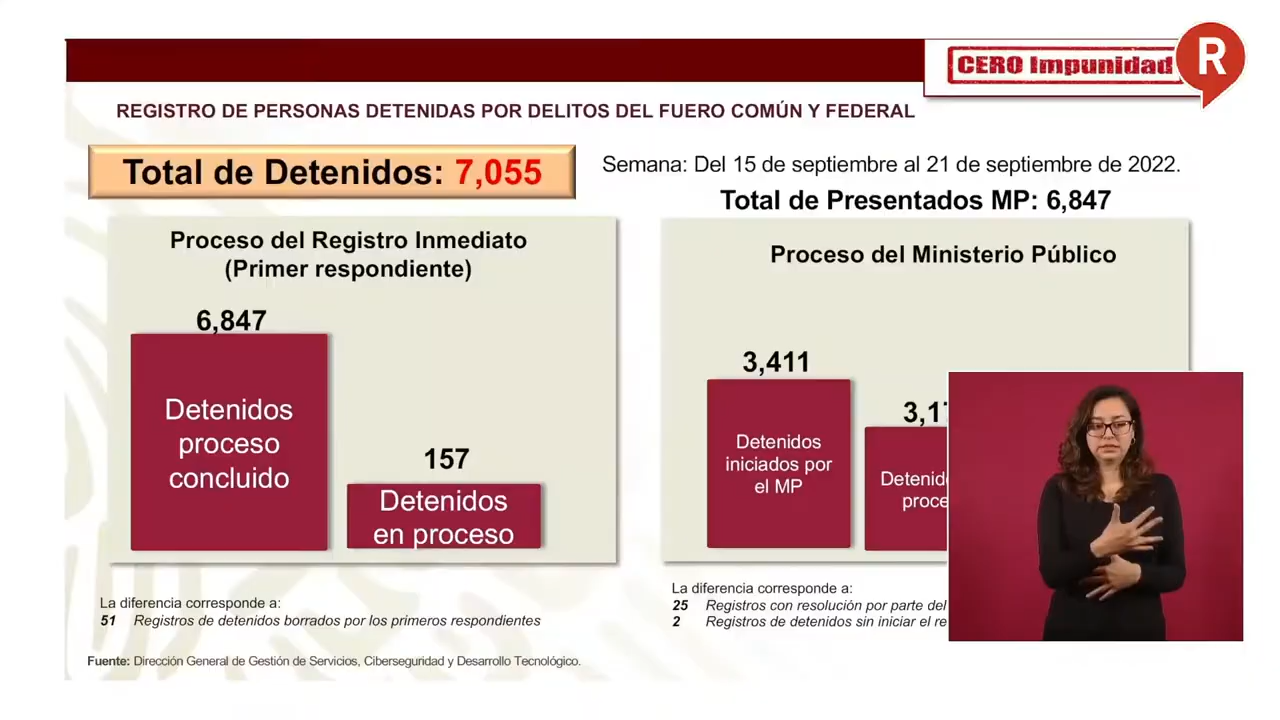 CERO Impunidad
R
REGISTRO DE PERSONAS DETENIDAS POR DELITOS DEL FUERO COMÚN Y FEDERAL
Total de Detenidos: 7,055
Semana: Del 15 de septiembre al 21 de septiembre de 2022.
Total de Presentados MP: 6,847
Proceso del Registro Inmediato
(Primer respondiente)
6,847
Detenidos
proceso
concluido
157
Detenidos
en proceso
La diferencia corresponde a:
51 Registros de detenidos borrados por los primeros respondientes
Proceso del Ministerio Público
3,411
Detenidos
iniciados por
el MP
La diferencia corresponde a:
25 Registros con resolución por parte del
2 Registros de detenidos sin iniciar el
Fuente: Dirección General de Gestión de Servicios, Ciberseguridad y Desarrollo Tecnológico.